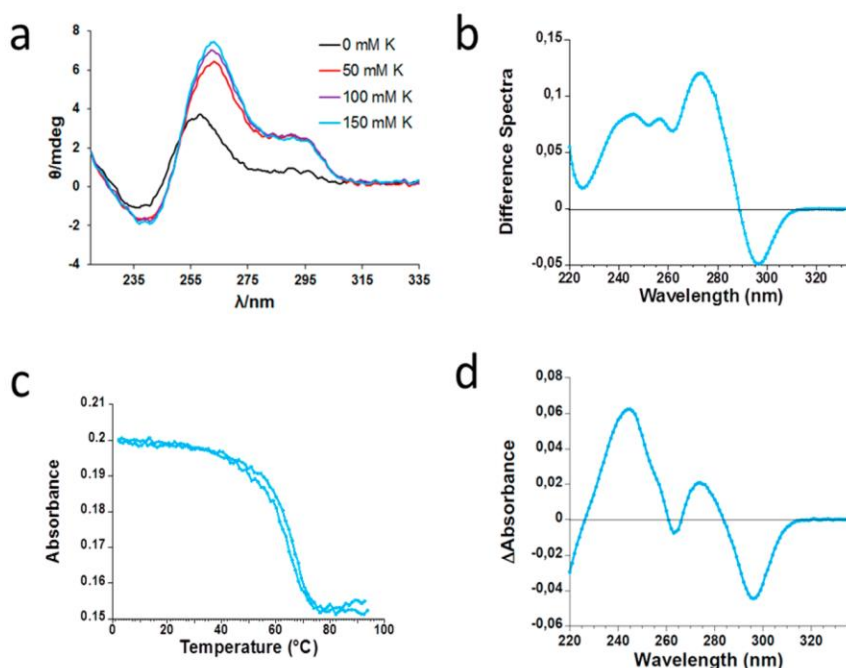 a
8
6
4
2
0
-2
-4
235 255 275 295 315 335
θ/mdeg
λ/nm
0 mM K
50 mM K
100 mM K
150 mM K
b
0,15
0,1
0,05
0
-0,05
220 240 260 280 300 320
Difference Spectra
Wavelength (nm)
c
0.21
0.2
0.19
0.18
0.17
0.16
0.15
0 20 40 60 80 100
Absorbance
Temperature (°C)
d
0,08
0,06
0,04
0,02
0
-0,02
-0,04
-0,06
220 240 260 280 300 320
ΔAbsorbance
Wavelength (nm)